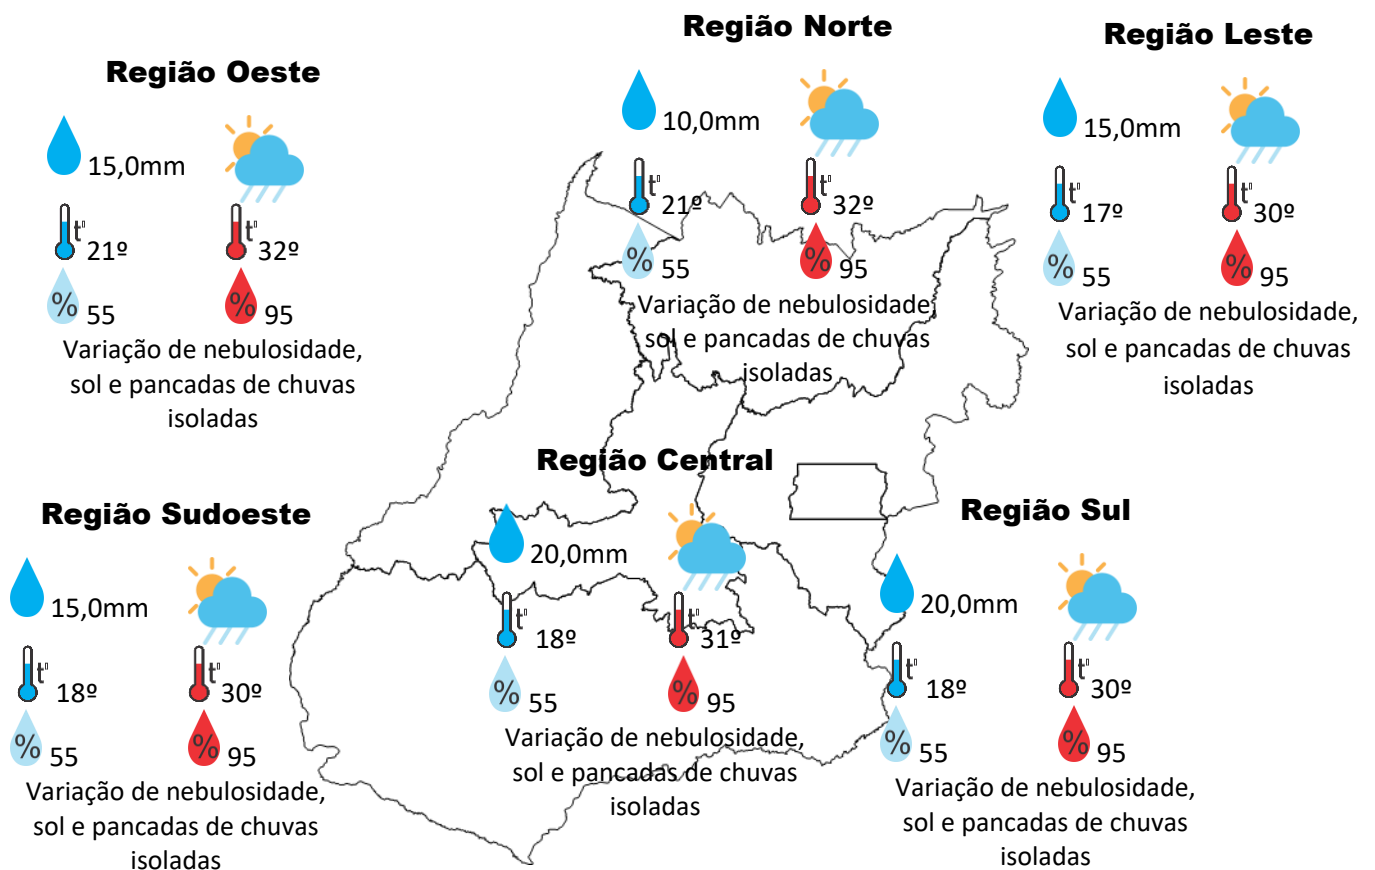 Região Norte
10,0mm
t°
21º
t°
32º
% 55
% 95
Variação de nebulosidade,
sol e pancadas de chuvas
isoladas
Região Leste
15,0mm
t°
17º
t°
30º
% 55
% 95
Variação de nebulosidade,
sol e pancadas de chuvas
isoladas
Região Oeste
15,0mm
t°
21º
t°
32º
% 55
% 95
Variação de nebulosidade,
sol e pancadas de chuvas
isoladas
Região Central
20,0mm
t°
18º
t°
31º
% 55
% 95
Variação de nebulosidade,
sol e pancadas de chuvas
isoladas
Região Sudoeste
15,0mm
t°
18º
t°
30º
% 55
% 95
Variação de nebulosidade,
sol e pancadas de chuvas
isoladas
Região Sul
20,0mm
t°
18º
t°
30º
% 55
% 95
Variação de nebulosidade,
sol e pancadas de chuvas
isoladas